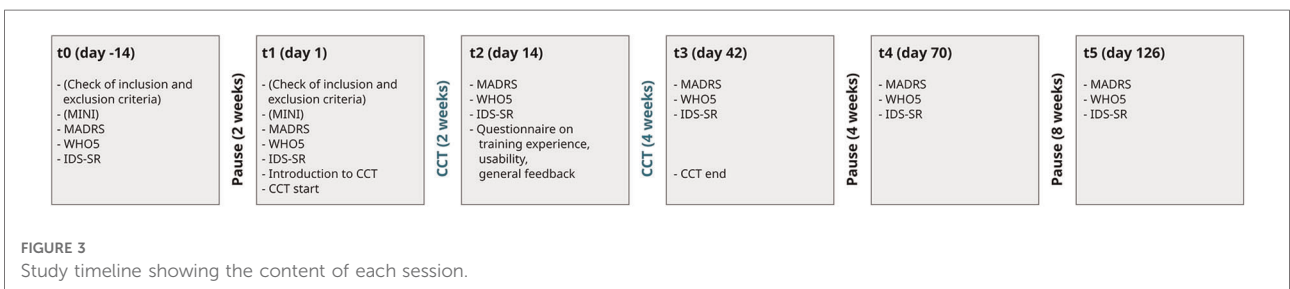 t0 (day -14)
- (Check of inclusion and
exclusion criteria)
- (MINI)
- MADRS
- WHO5
- IDS-SR
Pause (2 weeks)
t1 (day 1)
- (Check of inclusion and
exclusion criteria)
- (MINI)
- MADRS
- WHO5
- IDS-SR
- Introduction to CCT
- CCT start
CCT (2 weeks)
t2 (day 14)
- MADRS
- WHO5
- IDS-SR
- Questionnaire on
training experience,
usability,
general feedback
CCT (4 weeks)
t3 (day 42)
- MADRS
- WHO5
- IDS-SR
- CCT end
Pause (4 weeks)
t4 (day 70)
- MADRS
- WHO5
- IDS-SR
Pause (8 weeks)
t5 (day 126)
- MADRS
- WHO5
- IDS-SR
FIGURE 3
Study timeline showing the content of each session.